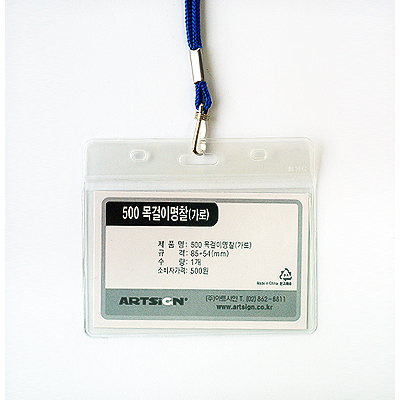 500 목걸이명찰(가로)
제 품 명: 500 목걸이명찰(가로)
규 격: 85*54(mm)
수 량: 1개
소비자가격: 500원
Made in China
ARTSIGN®
(주)아트사인 T. (02) 862-8811
www.artsign.co.kr